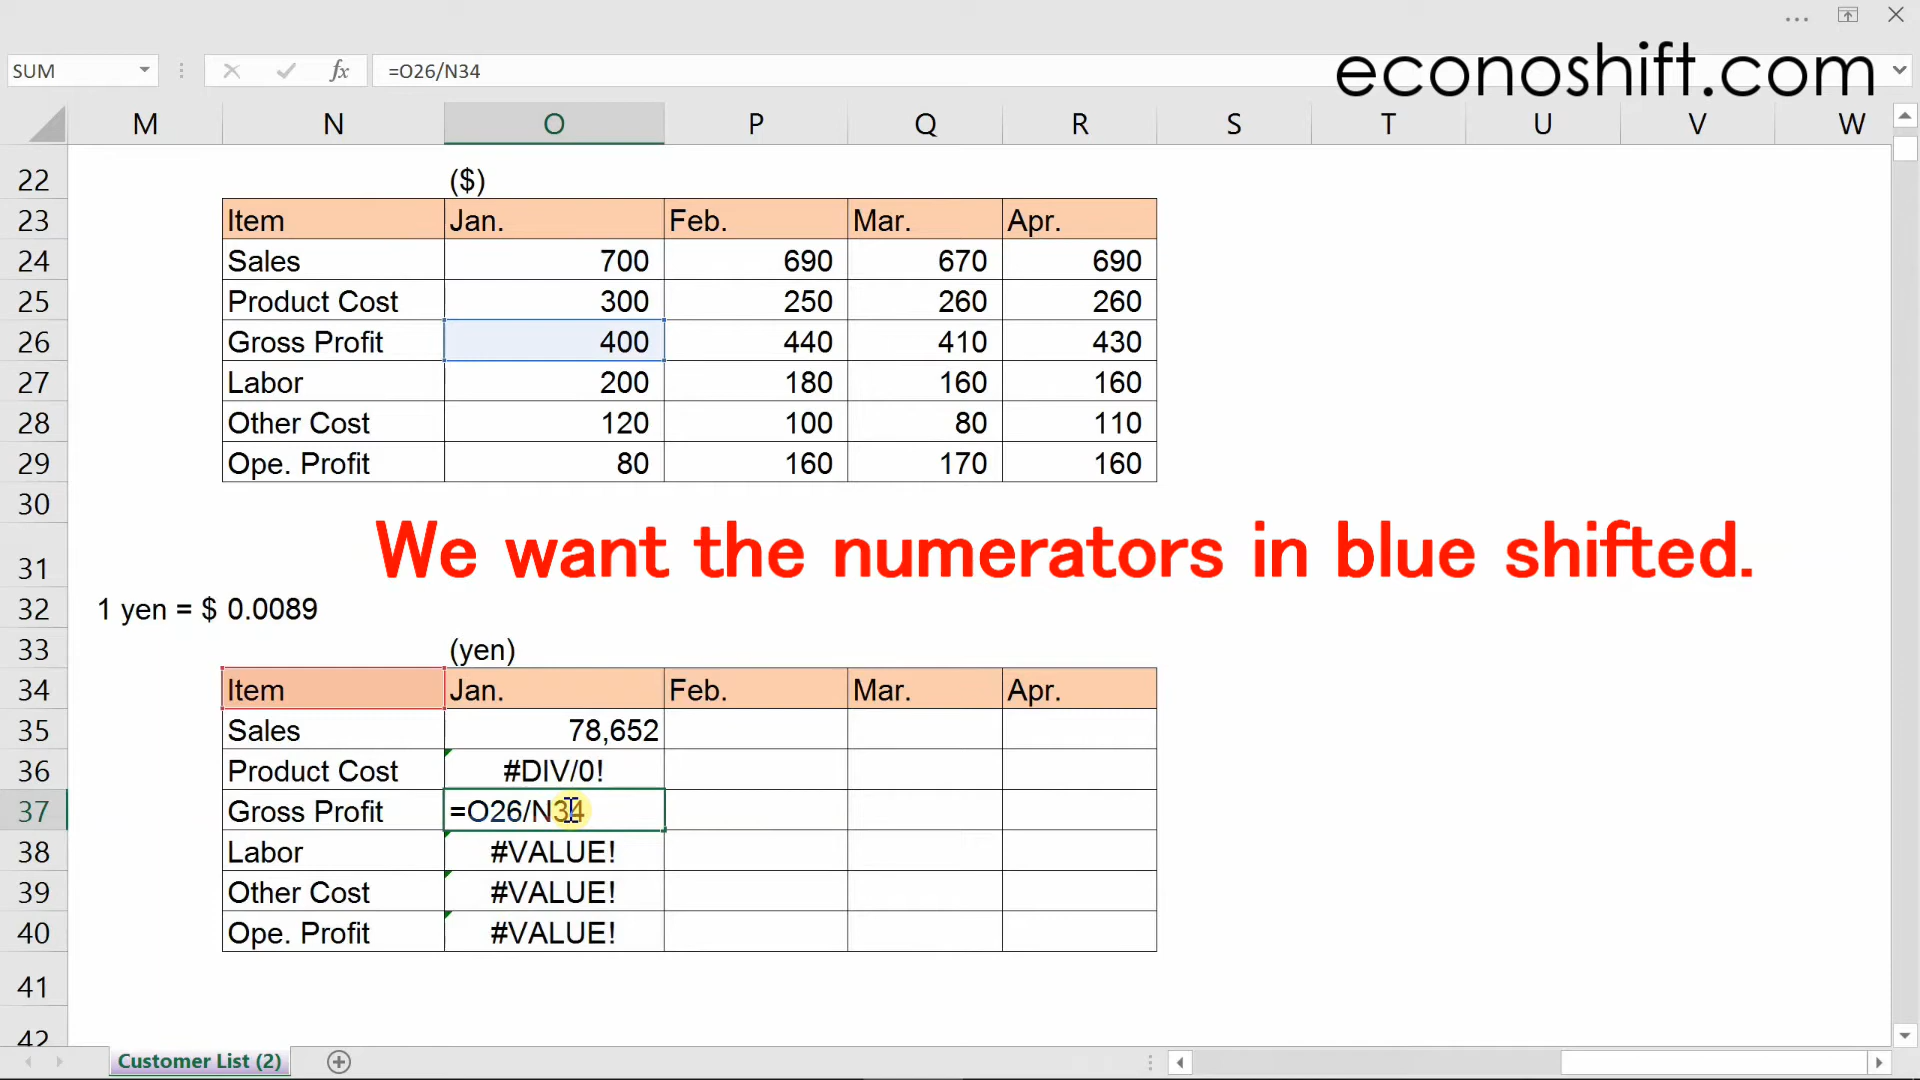 SUM fx =O26/N34
econoshift.com
M N O P Q R S T U V W
22 ($)
23 Item Jan. Feb. Mar. Apr.
24 Sales 700 690 670 690
25 Product Cost 300 250 260 260
26 Gross Profit 400 440 410 430
27 Labor 200 180 160 160
28 Other Cost 120 100 80 110
29 Ope. Profit 80 160 170 160
30
We want the numerators in blue shifted.
31
32 1 yen = $ 0.0089
33 (yen)
34 Item Jan. Feb. Mar. Apr.
35 Sales 78,652
36 Product Cost #DIV/0!
37 Gross Profit =O26/N34
38 Labor #VALUE!
39 Other Cost #VALUE!
40 Ope. Profit #VALUE!
41
42
Customer List (2)